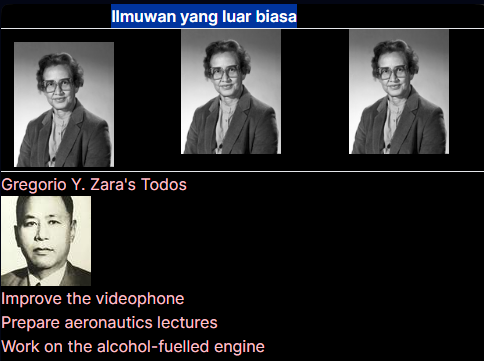 Ilmuwan yang luar biasa
Gregorio Y. Zara's Todos
Improve the videophone
Prepare aeronautics lectures
Work on the alcohol-fuelled engine